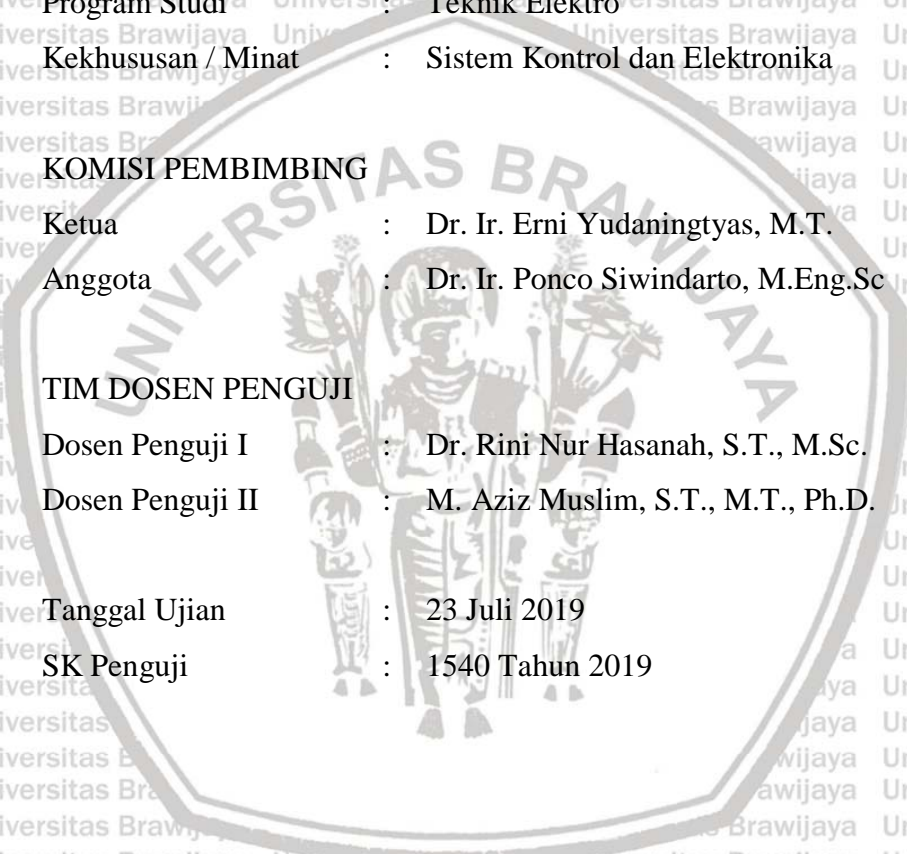 Program Studi : Teknik Elektro
Kekhususan / Minat : Sistem Kontrol dan Elektronika
KOMISI PEMBIMBING
Ketua : Dr. Ir. Erni Yudaningtyas, M.T.
Anggota : Dr. Ir. Ponco Siwindarto, M.Eng.Sc
TIM DOSEN PENGUJI
Dosen Penguji I : Dr. Rini Nur Hasanah, S.T., M.Sc.
Dosen Penguji II : M. Aziz Muslim, S.T., M.T., Ph.D.
Tanggal Ujian : 23 Juli 2019
SK Penguji : 1540 Tahun 2019
UNIVERSITAS BRAWIJAYA